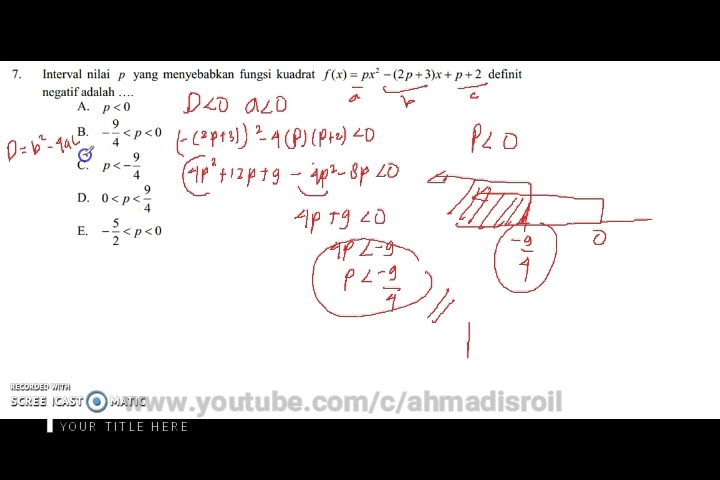 7. Interval nilai p yang menyebabkan fungsi kuadrat f(x) = px² −(2p+3)x + p + 2 definit
negatif adalah ….
a b c
A. p < 0
D<0 a<0
B. −9/4 < p < 0
D = b² - 4ac
(-(2p+3))² - 4(p)(p+2) <0
P<0
C. p < −9/4
4p² + 12p + 9 - 4p² - 8p <0
D. 0 < p < 9/4
4p + 9 <0
-9/4 0
E. −5/2 < p < 0
4p < -9
p < -9/4
RECORDED WITH
SCREENCAST MATIC
www.youtube.com/c/ahmadisroil
YOUR TITLE HERE